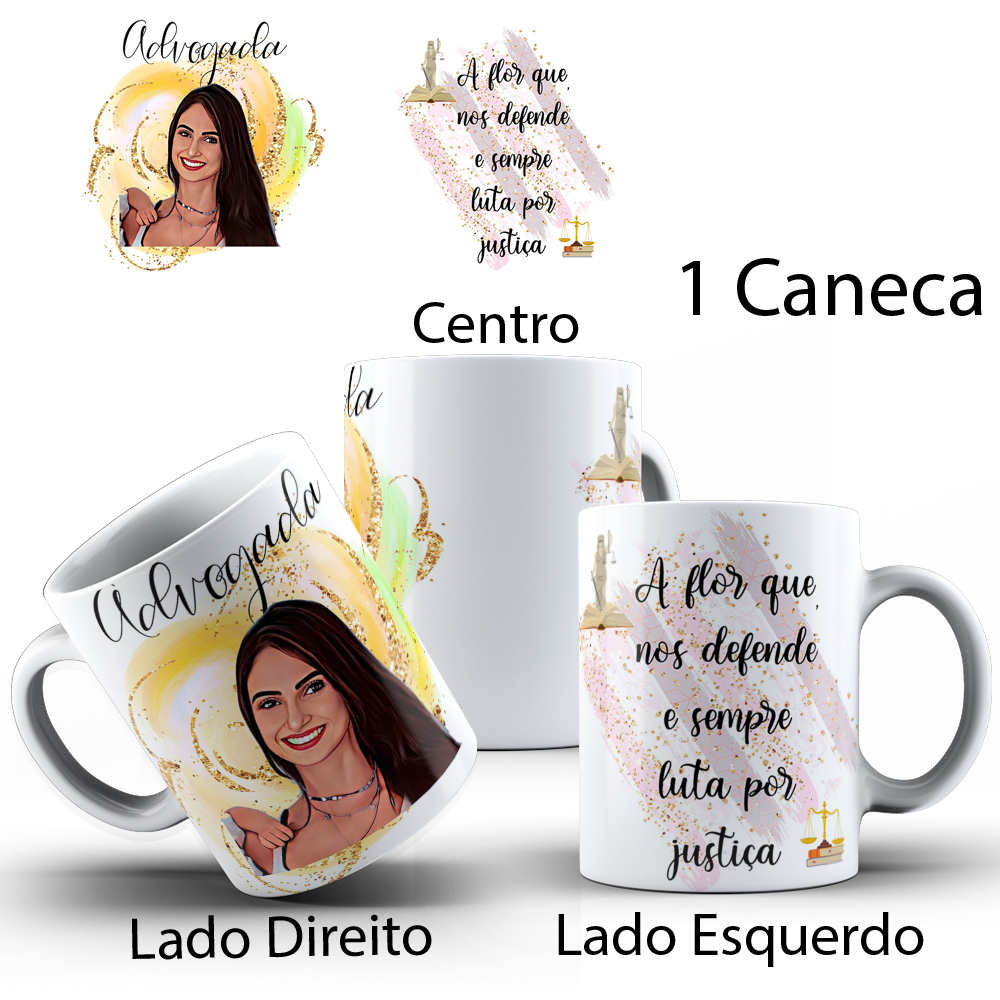 Advogada
A flor que,
nos defende
e sempre
luta por
justiça
1 Caneca
Centro
da
Advogada
A flor que,
nos defende
e sempre
luta por
justiça
Lado Direito
Lado Esquerdo